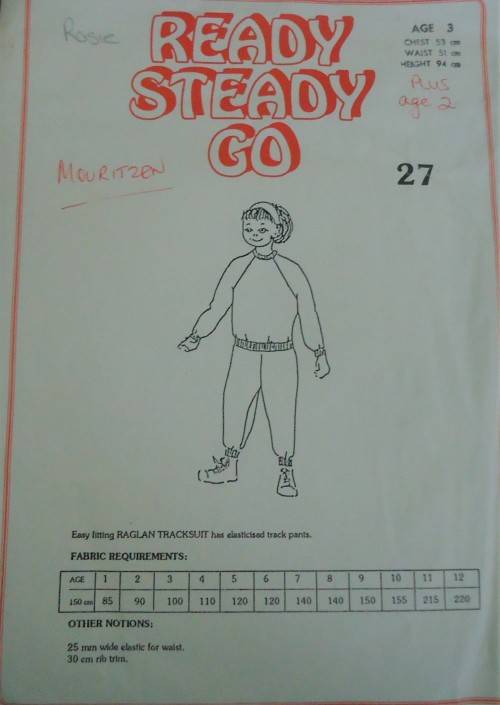 Rosie
READY
STEADY
GO
AGE 3
CHEST 53 cm
WAIST 51 cm
HEIGHT 94 cm
Plus
age 2
MOURITZEN
27
Easy fitting RAGLAN TRACKSUIT has elasticised track pants.
FABRIC REQUIREMENTS:
AGE 1 2 3 4 5 6 7 8 9 10 11 12
150 cm 85 90 100 110 120 120 140 140 150 155 215 220
OTHER NOTIONS:
25 mm wide elastic for waist.
30 cm rib trim.